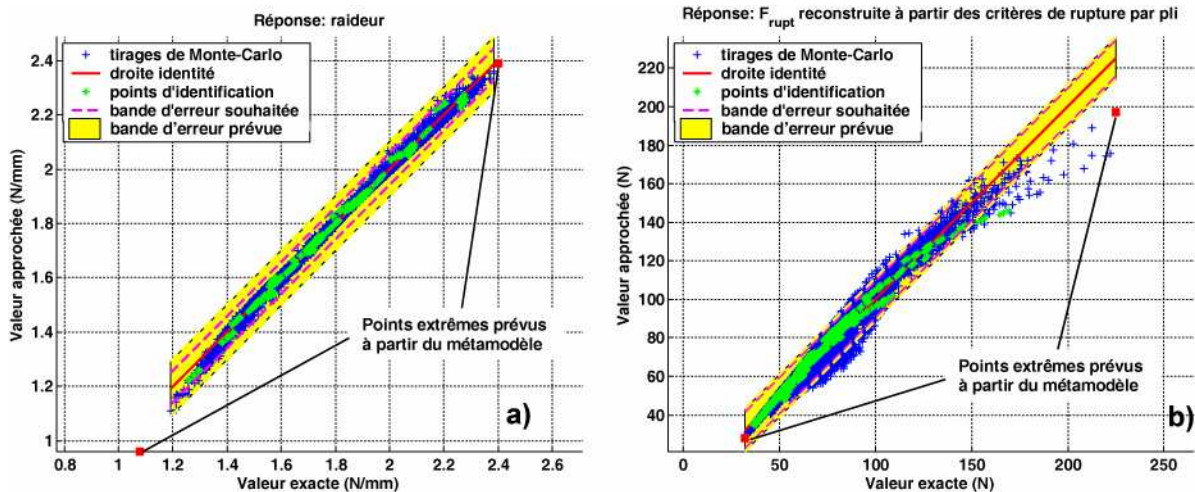 Réponse: raideur
tirages de Monte-Carlo
droite identité
points d'identification
bande d'erreur souhaitée
bande d'erreur prévue
2.4
2.2
2
1.8
1.6
1.4
1.2
1
Valeur approchée (N/mm)
Points extrêmes prévus
à partir du métamodèle
a)
0.8 1 1.2 1.4 1.6 1.8 2 2.2 2.4 2.6
Valeur exacte (N/mm)
Réponse: F_rupt reconstruite à partir des critères de rupture par pli
tirages de Monte-Carlo
droite identité
points d'identification
bande d'erreur souhaitée
bande d'erreur prévue
220
200
180
160
140
120
100
80
60
40
Valeur approchée (N)
Points extrêmes prévus
à partir du métamodèle
b)
0 50 100 150 200 250
Valeur exacte (N)